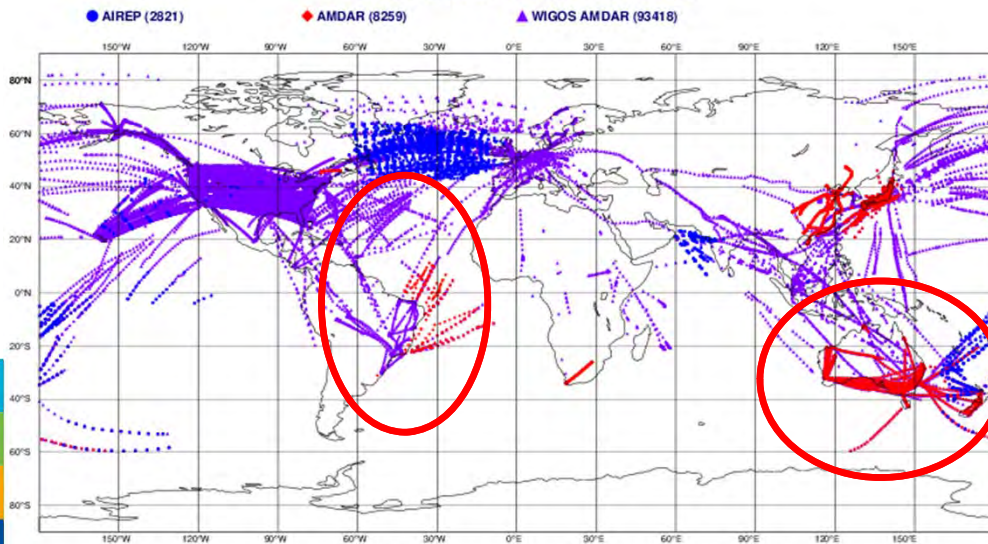 AIREP (2821) AMDAR (8259) WIGOS AMDAR (93418)
150°W 120°W 90°W 60°W 30°W 0°E 30°E 60°E 90°E 120°E 150°E
80°N
60°N
40°N
20°N
0°N
20°S
40°S
60°S
80°S
150°W 120°W 90°W 60°W 30°W 0°E 30°E 60°E 90°E 120°E 150°E